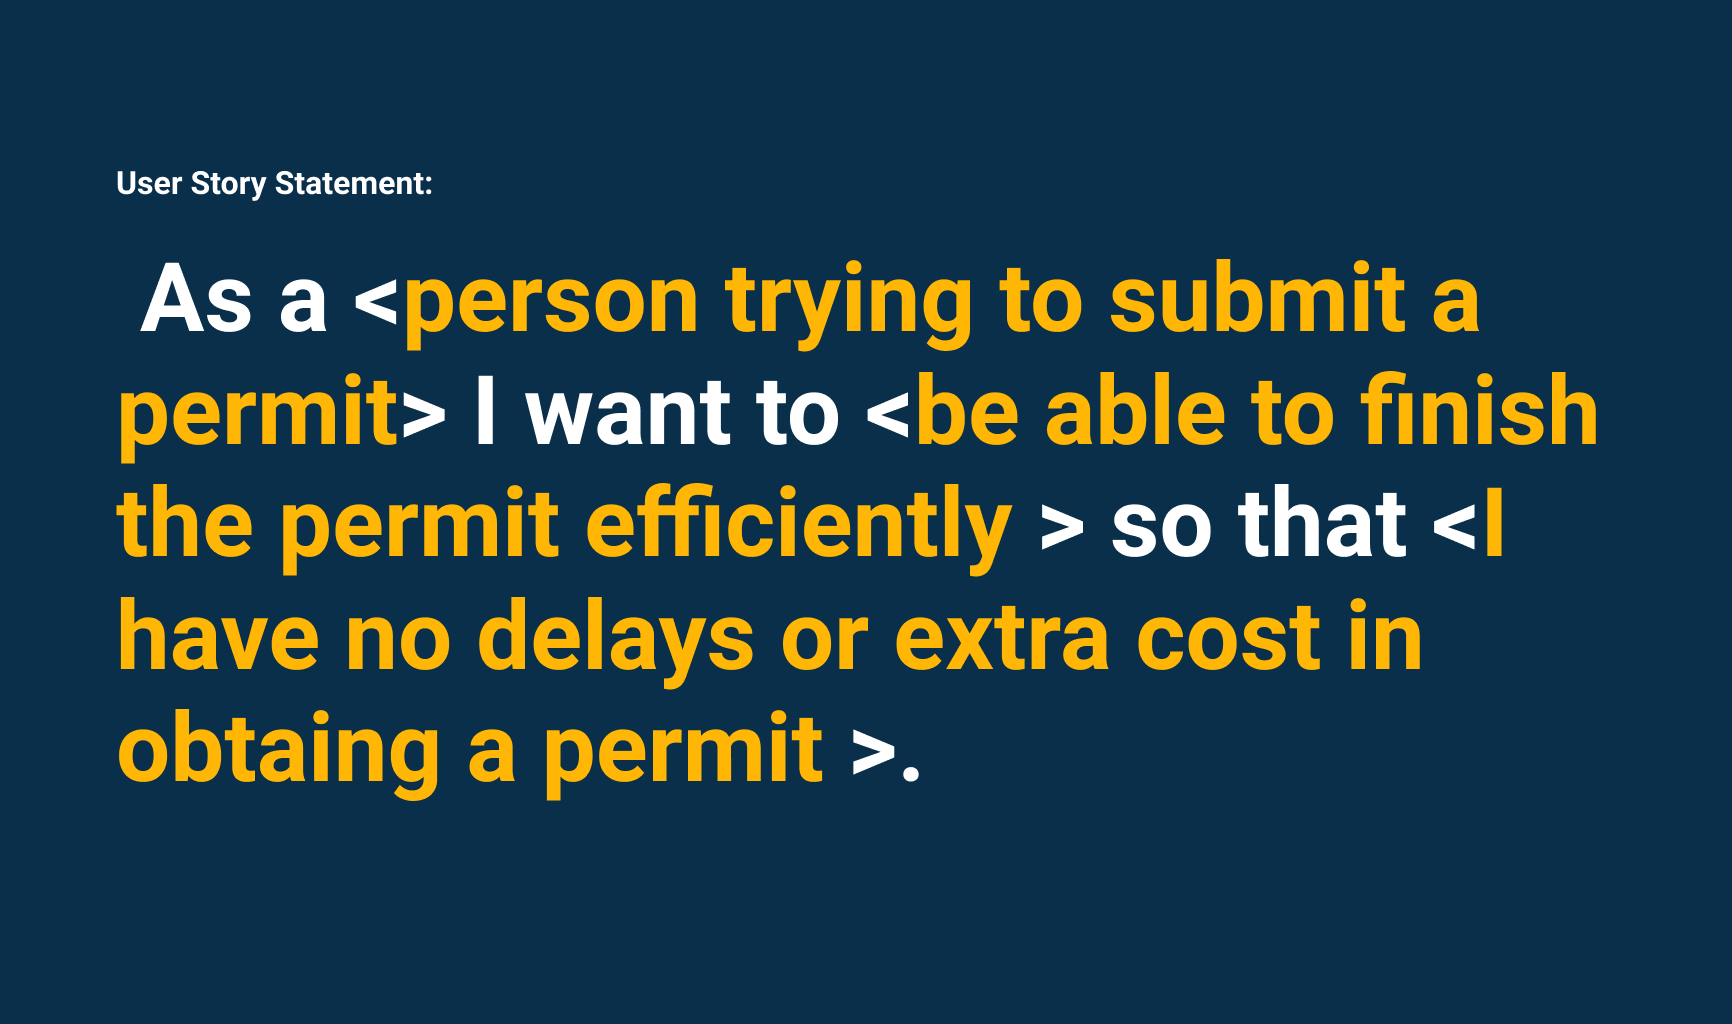 User Story Statement:
As a <person trying to submit a
permit> I want to <be able to finish
the permit efficiently > so that <I
have no delays or extra cost in
obtaing a permit >.